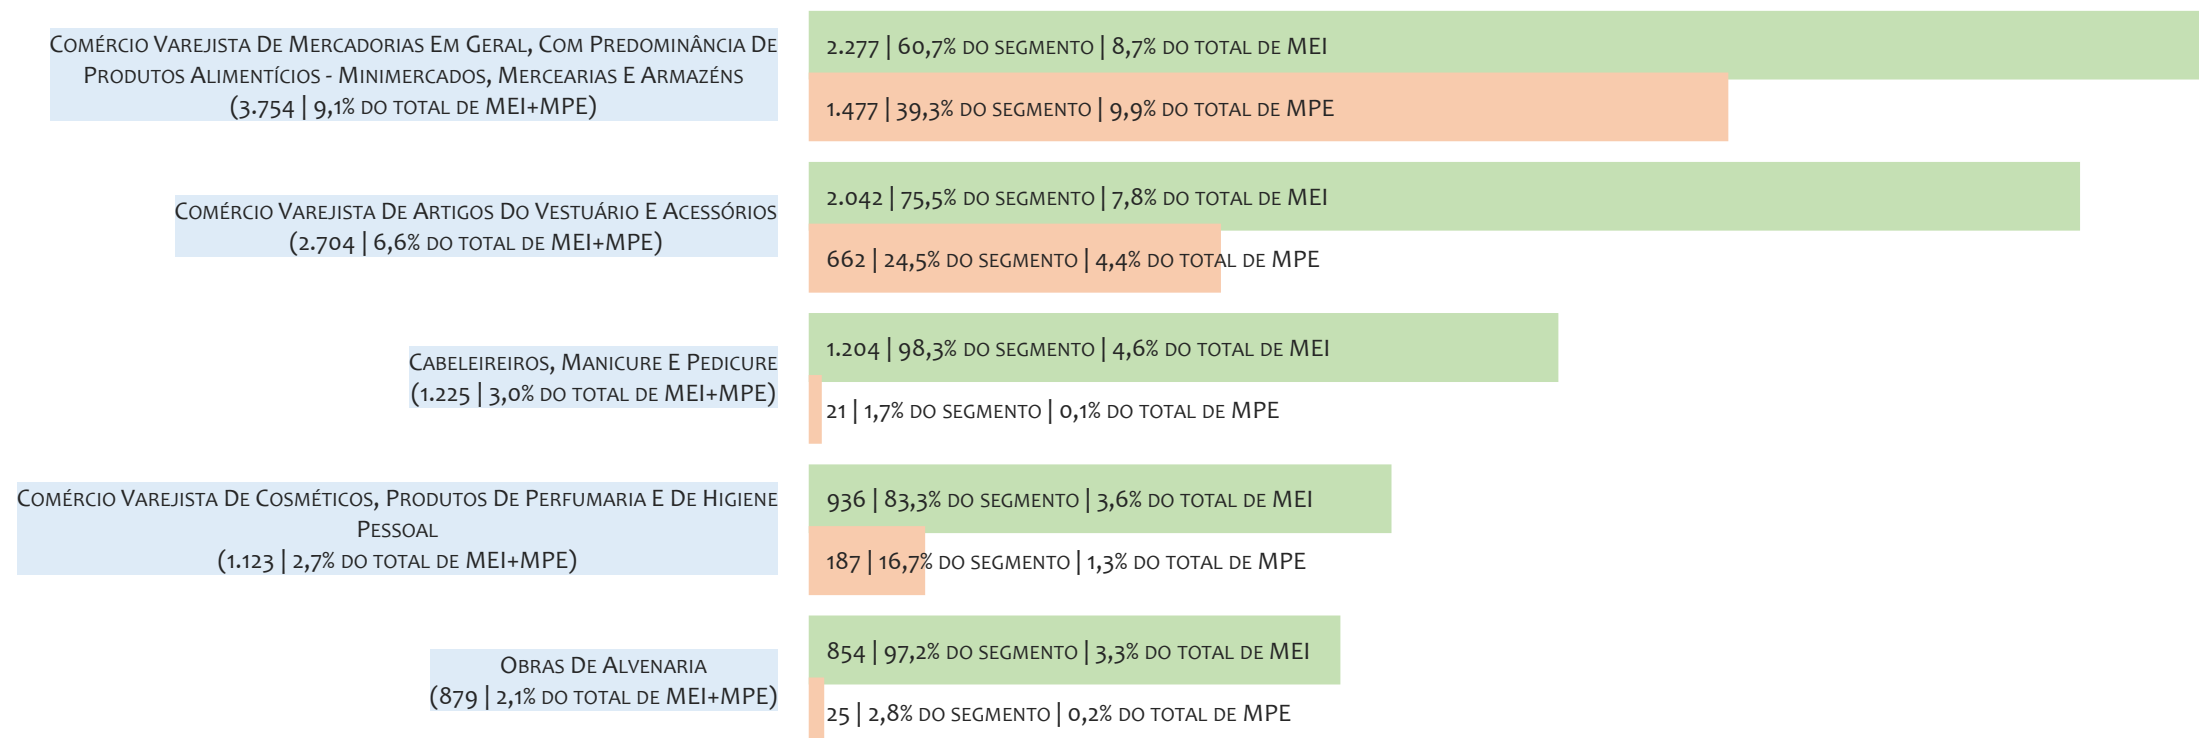 Comércio Varejista De Mercadorias Em Geral, Com Predominância De
Produtos Alimentícios - Minimercados, Mercearias E Armazéns
(3.754 | 9,1% do total de MEI+MPE)
2.277 | 60,7% do segmento | 8,7% do total de MEI
1.477 | 39,3% do segmento | 9,9% do total de MPE
Comércio Varejista De Artigos Do Vestuário E Acessórios
(2.704 | 6,6% do total de MEI+MPE)
2.042 | 75,5% do segmento | 7,8% do total de MEI
662 | 24,5% do segmento | 4,4% do total de MPE
Cabeleireiros, Manicure E Pedicure
(1.225 | 3,0% do total de MEI+MPE)
1.204 | 98,3% do segmento | 4,6% do total de MEI
21 | 1,7% do segmento | 0,1% do total de MPE
Comércio Varejista De Cosméticos, Produtos De Perfumaria E De Higiene
Pessoal
(1.123 | 2,7% do total de MEI+MPE)
936 | 83,3% do segmento | 3,6% do total de MEI
187 | 16,7% do segmento | 1,3% do total de MPE
Obras De Alvenaria
(879 | 2,1% do total de MEI+MPE)
854 | 97,2% do segmento | 3,3% do total de MEI
25 | 2,8% do segmento | 0,2% do total de MPE